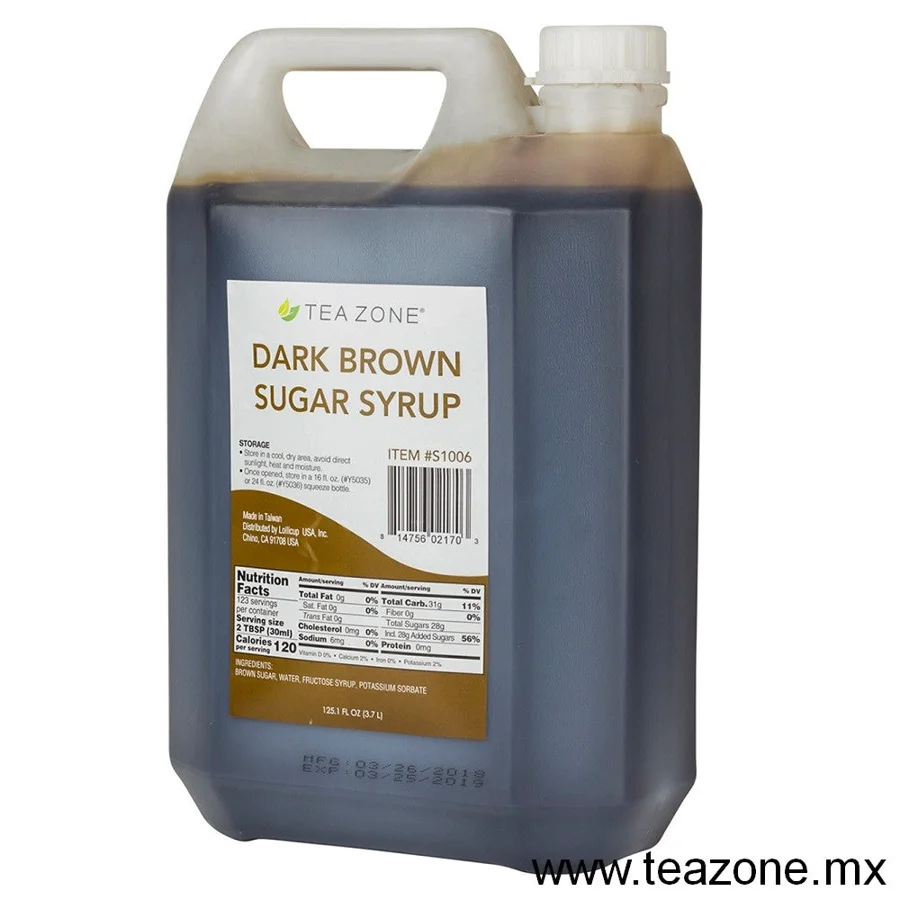 TEA ZONE®
DARK BROWN
SUGAR SYRUP
STORAGE
• Store in a cool, dry area, avoid direct
sunlight, heat and moisture.
• Once opened, store in a 16 fl. oz. (#Y5035)
or 24 fl. oz. (#Y5036) squeeze bottle.
ITEM #S1006
8 14756 02170 3
Made in Taiwan
Distributed by Lollicup USA, Inc.
Chino, CA 91708 USA
Nutrition
Facts
123 servings
per container
Serving size
2 TBSP (30ml)
Calories 120
per serving
Amount/serving % DV
Total Fat 0g 0%
Sat. Fat 0g 0%
Trans Fat 0g
Cholesterol 0mg 0%
Sodium 6mg 0%
Amount/serving % DV
Total Carb. 31g 11%
Fiber 0g 0%
Total Sugars 28g
Incl. 28g Added Sugars 56%
Protein 0mg
Vitamin D 0% • Calcium 2% • Iron 0% • Potassium 2%
INGREDIENTS:
BROWN SUGAR, WATER, FRUCTOSE SYRUP, POTASSIUM SORBATE
125.1 FL OZ (3.7 L)
MFG :03/26/2018
EXP :03/25/2019
www.teazone.mx